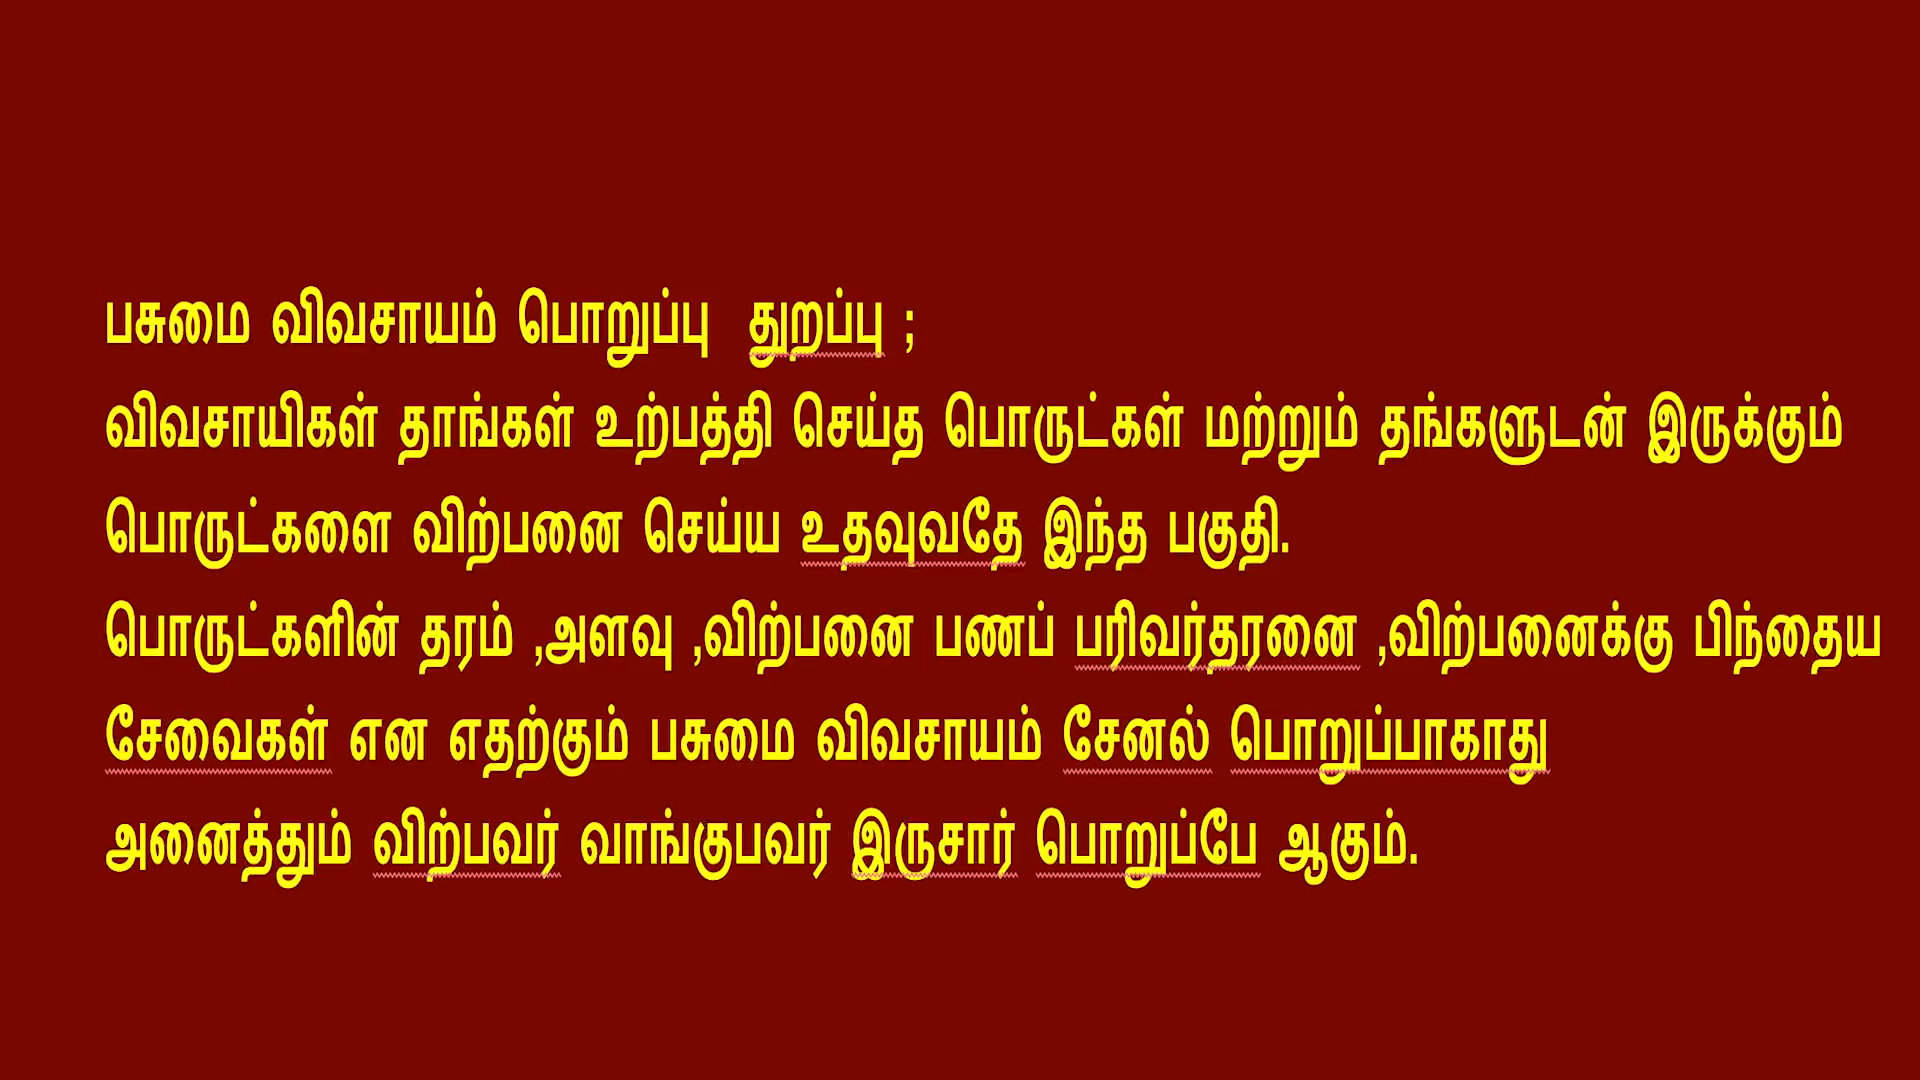 பசுமை விவசாயம் பொறுப்பு துறப்பு ;
விவசாயிகள் தாங்கள் உற்பத்தி செய்த பொருட்கள் மற்றும் தங்களுடன் இருக்கும்
பொருட்களை விற்பனை செய்ய உதவுவதே இந்த பகுதி.
பொருட்களின் தரம் ,அளவு ,விற்பனை பணப் பரிவர்தரனை ,விற்பனைக்கு பிந்தைய
சேவைகள் என எதற்கும் பசுமை விவசாயம் சேனல் பொறுப்பாகாது
அனைத்தும் விற்பவர் வாங்குபவர் இருசார் பொறுப்பே ஆகும்.